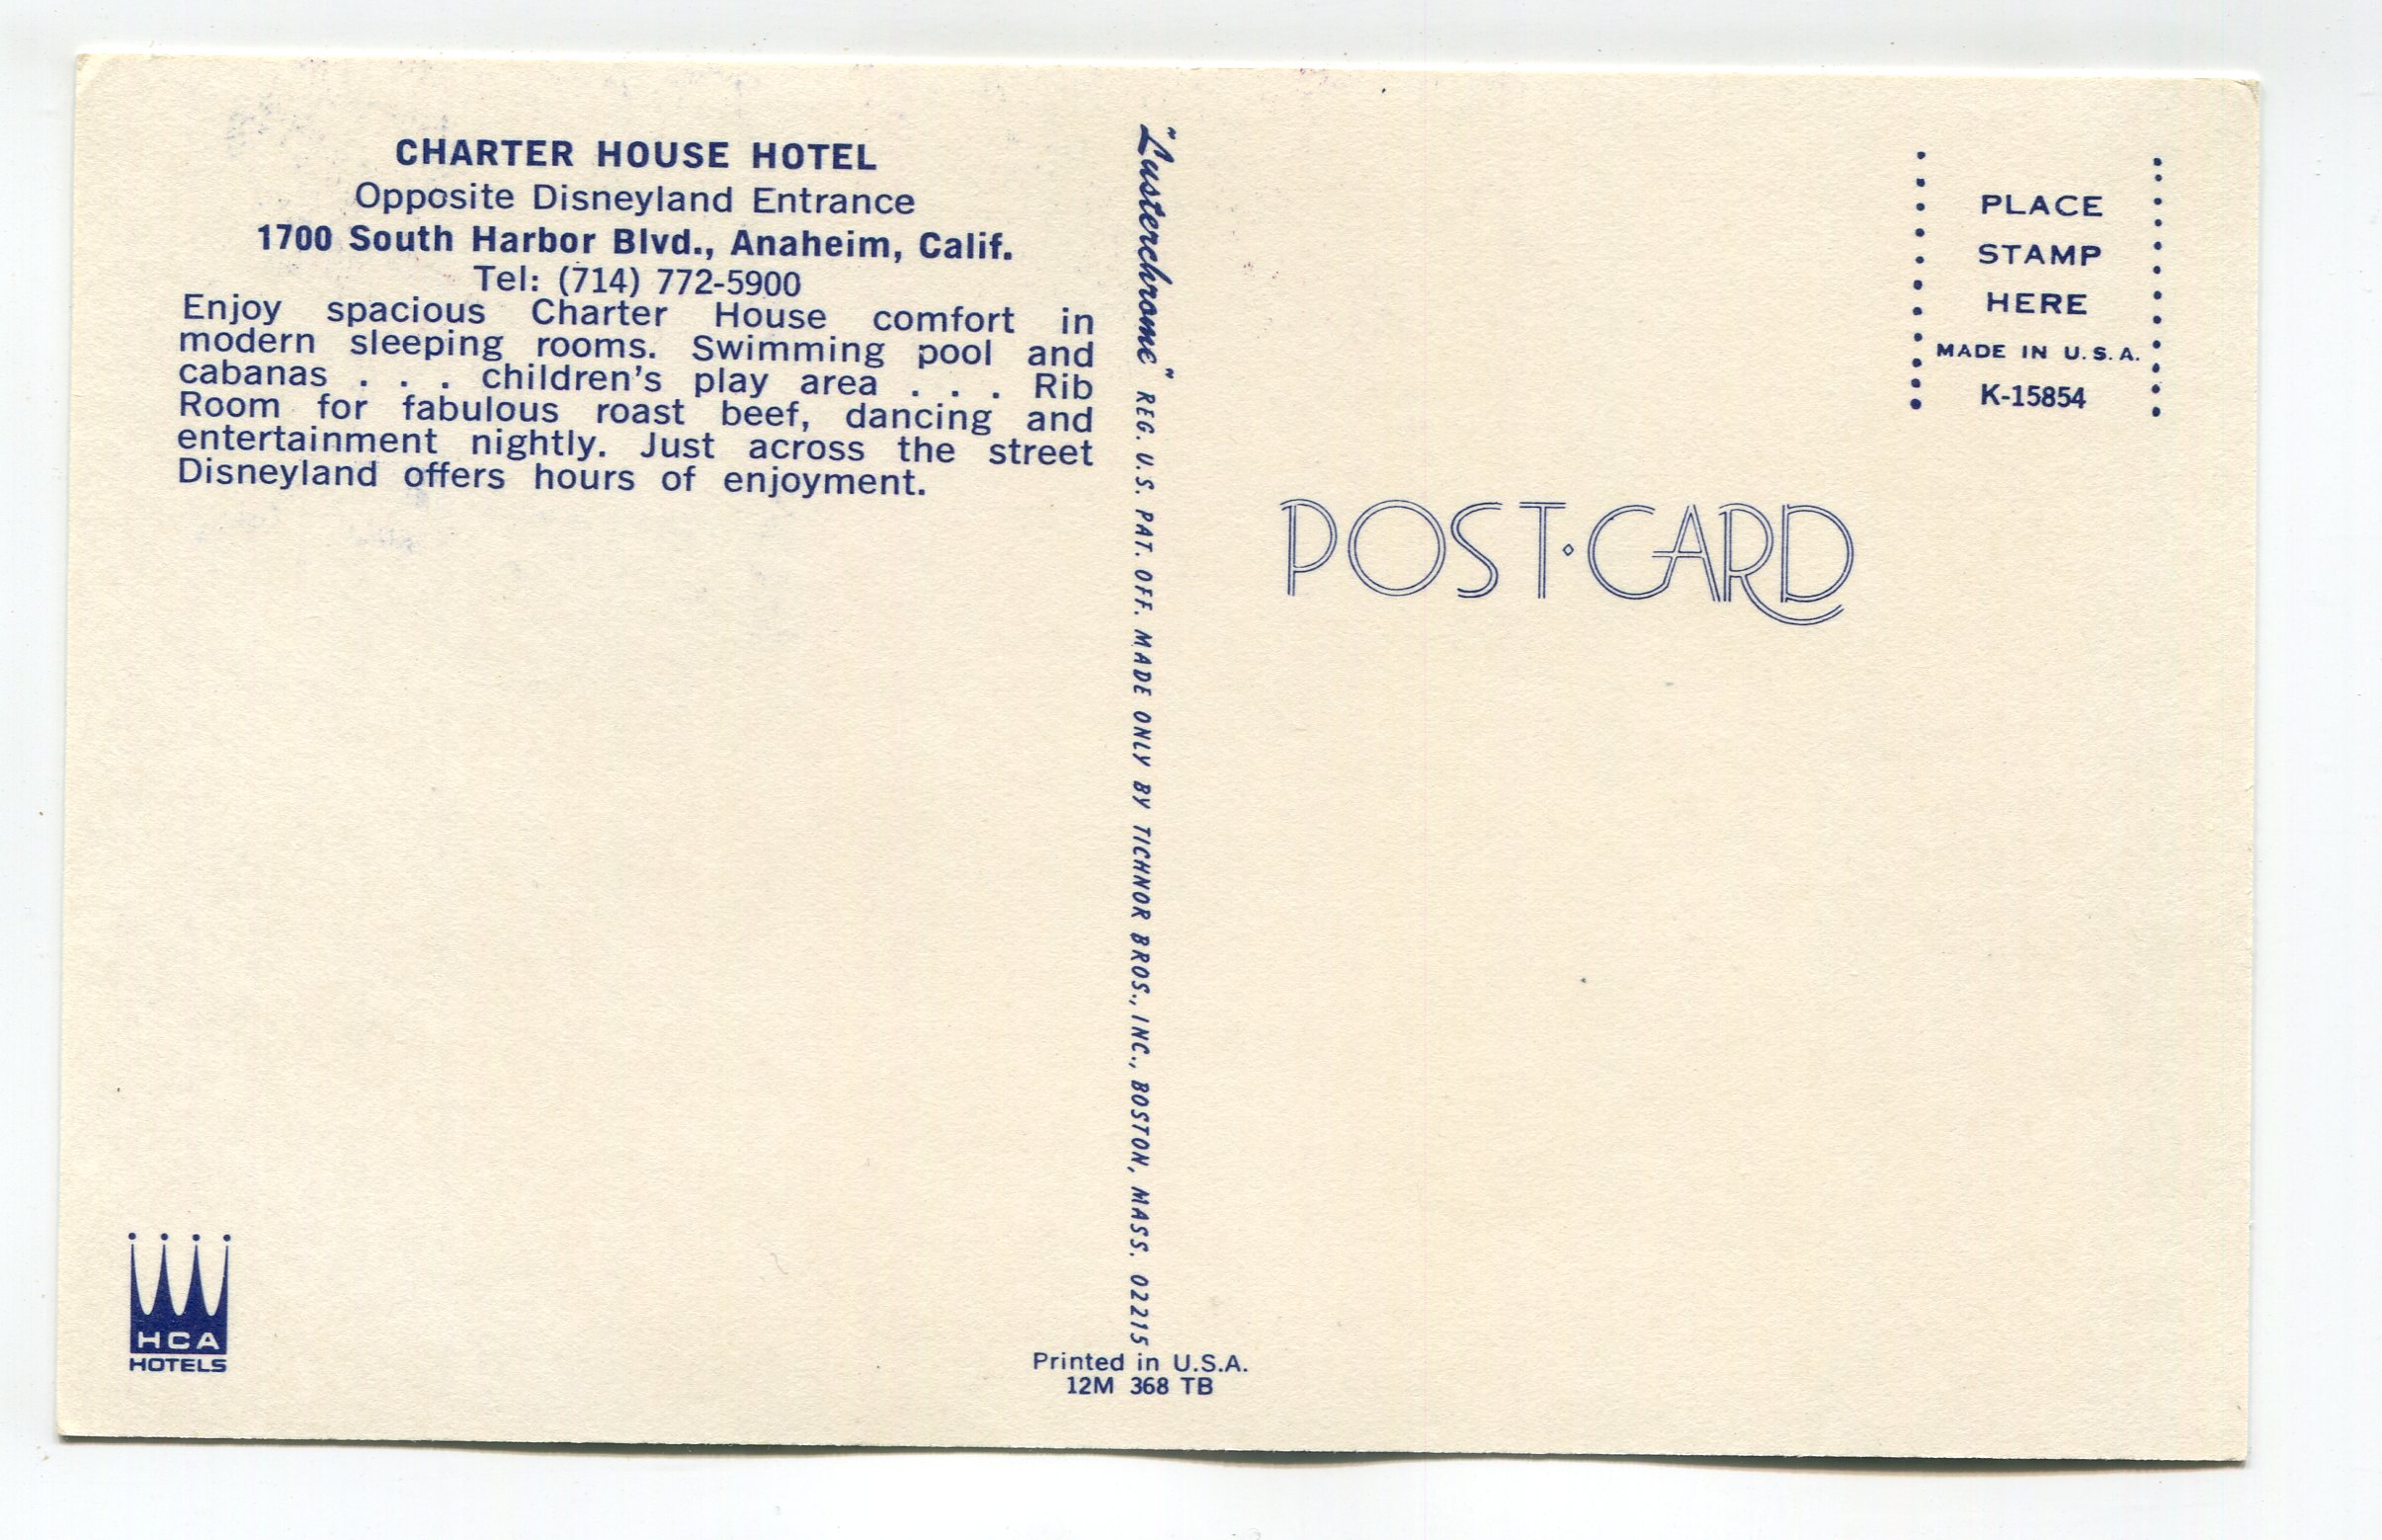 CHARTER HOUSE HOTEL
Opposite Disneyland Entrance
1700 South Harbor Blvd., Anaheim, Calif.
Tel: (714) 772-5900
Enjoy spacious Charter House comfort in
modern sleeping rooms. Swimming pool and
cabanas . . . children's play area . . . Rib
Room for fabulous roast beef, dancing and
entertainment nightly. Just across the street
Disneyland offers hours of enjoyment.
HCA
HOTELS
"Lusterchrome" REG. U.S. PAT. OFF. MADE ONLY BY TICHNOR BROS., INC., BOSTON, MASS. 02215
Printed in U.S.A.
12M 368 TB
PLACE
STAMP
HERE
MADE IN U.S.A.
K-15854
POST·CARD